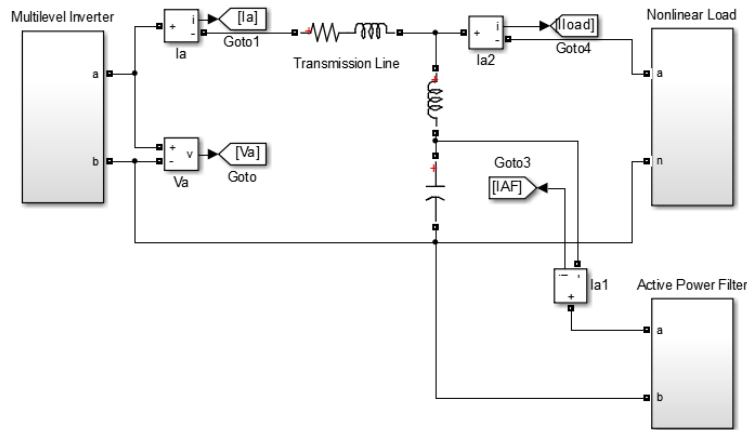 Multilevel Inverter
a
b
+
-
i
Ia
[Ia]
Goto1
+
-
v
Va
[Va]
Goto
Transmission Line
+
-
i
Ia2
[Iload]
Goto4
Nonlinear Load
a
n
Goto3
[IAF]
i
-
+
Ia1
Active Power Filter
a
b